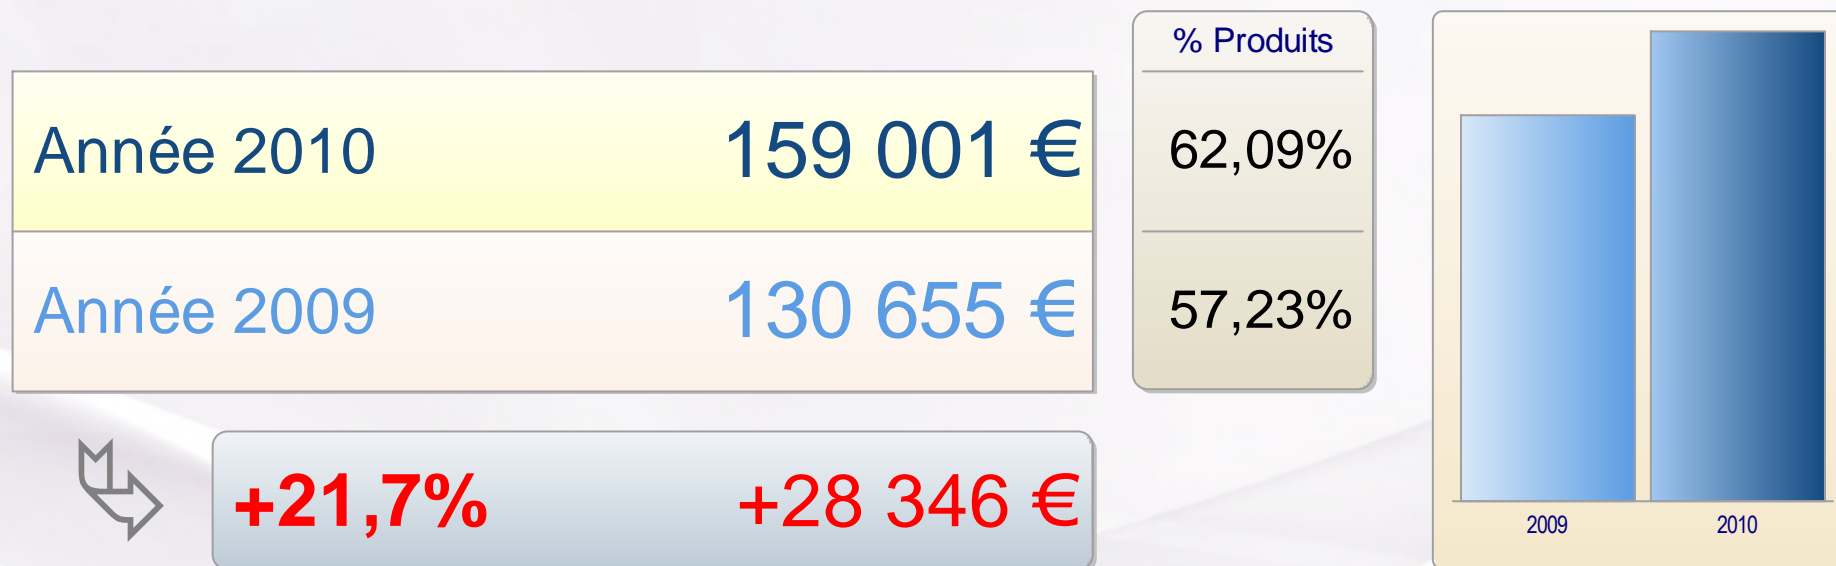 % Produits
Année 2010 159 001 € 62,09%
Année 2009 130 655 € 57,23%
+21,7% +28 346 €
2009 2010